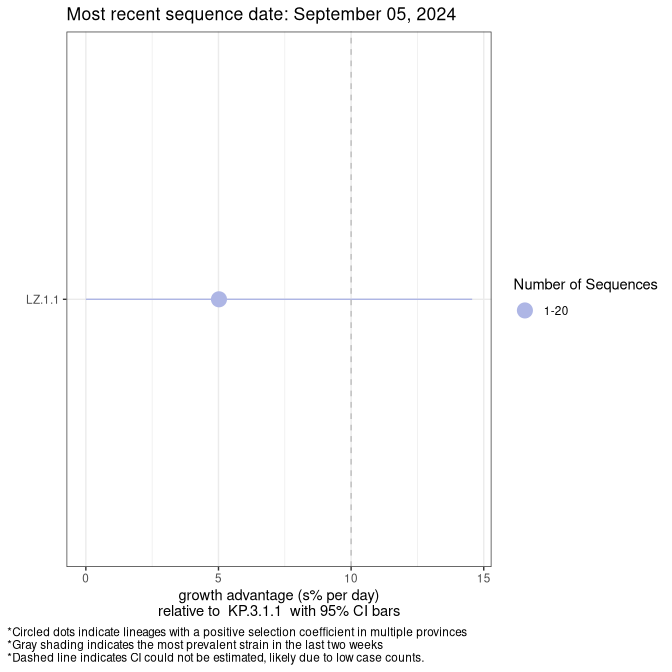 Most recent sequence date: September 05, 2024
LZ.1.1
Number of Sequences
1-20
0 5 10 15
growth advantage (s% per day)
relative to  KP.3.1.1  with 95% CI bars
*Circled dots indicate lineages with a positive selection coefficient in multiple provinces
*Gray shading indicates the most prevalent strain in the last two weeks
*Dashed line indicates CI could not be estimated, likely due to low case counts.